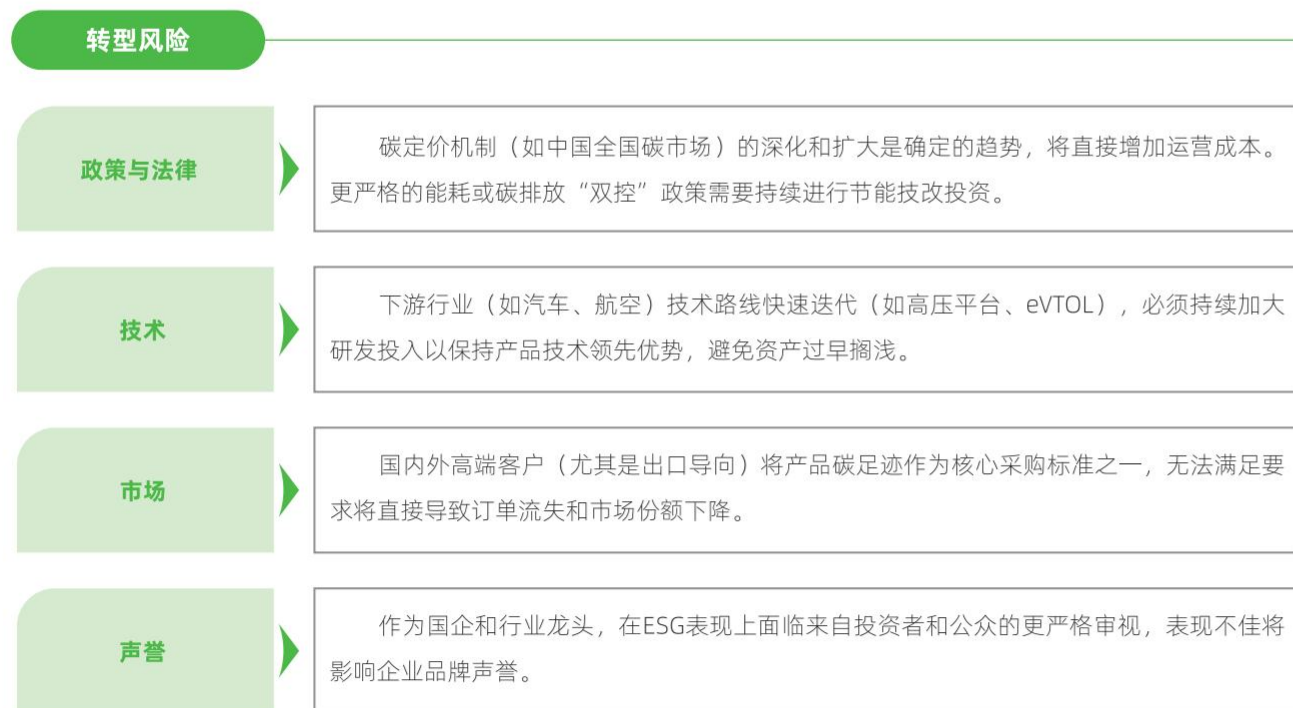 转型风险
政策与法律
碳定价机制（如中国全国碳市场）的深化和扩大是确定的趋势，将直接增加运营成本。
更严格的能耗或碳排放“双控”政策需要持续进行节能技改投资。
技术
下游行业（如汽车、航空）技术路线快速迭代（如高压平台、eVTOL），必须持续加大
研发投入以保持产品技术领先优势，避免资产过早搁浅。
市场
国内外高端客户（尤其是出口导向）将产品碳足迹作为核心采购标准之一，无法满足要
求将直接导致订单流失和市场份额下降。
声誉
作为国企和行业龙头，在ESG表现上面临来自投资者和公众的更严格审视，表现不佳将
影响企业品牌声誉。